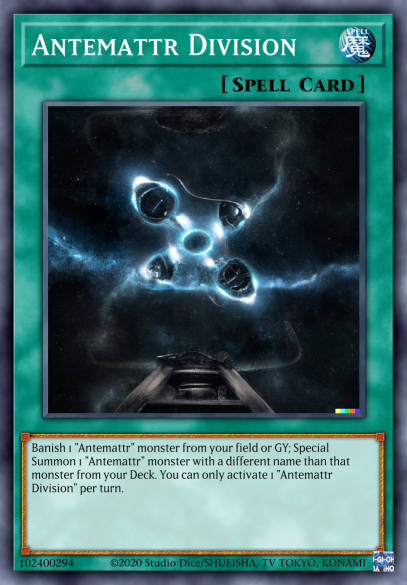 Antemattr Division
SPELL
魔
[Spell Card]
Banish 1 "Antemattr" monster from your field or GY; Special
Summon 1 "Antemattr" monster with a different name than that
monster from your Deck. You can only activate 1 "Antemattr
Division" per turn.
102400294
©2020 Studio Dice/SHUEISHA, TV TOKYO, KONAMI